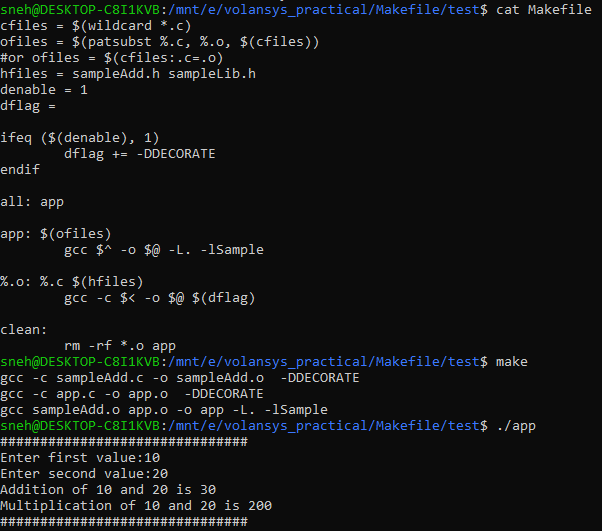 sneh@DESKTOP-C8I1KVB:/mnt/e/volansys_practical/Makefile/test$ cat Makefile
cfiles = $(wildcard *.c)
ofiles = $(patsubst %.c, %.o, $(cfiles))
#or ofiles = $(cfiles:.c=.o)
hfiles = sampleAdd.h sampleLib.h
denable = 1
dflag =

ifeq ($(denable), 1)
        dflag += -DDECORATE
endif

all: app

app: $(ofiles)
        gcc $^ -o $@ -L. -lSample

%.o: %.c $(hfiles)
        gcc -c $< -o $@ $(dflag)

clean:
        rm -rf *.o app
sneh@DESKTOP-C8I1KVB:/mnt/e/volansys_practical/Makefile/test$ make
gcc -c sampleAdd.c -o sampleAdd.o  -DDECORATE
gcc -c app.c -o app.o  -DDECORATE
gcc sampleAdd.o app.o -o app -L. -lSample
sneh@DESKTOP-C8I1KVB:/mnt/e/volansys_practical/Makefile/test$ ./app
###############################
Enter first value:10
Enter second value:20
Addition of 10 and 20 is 30
Multiplication of 10 and 20 is 200
###############################